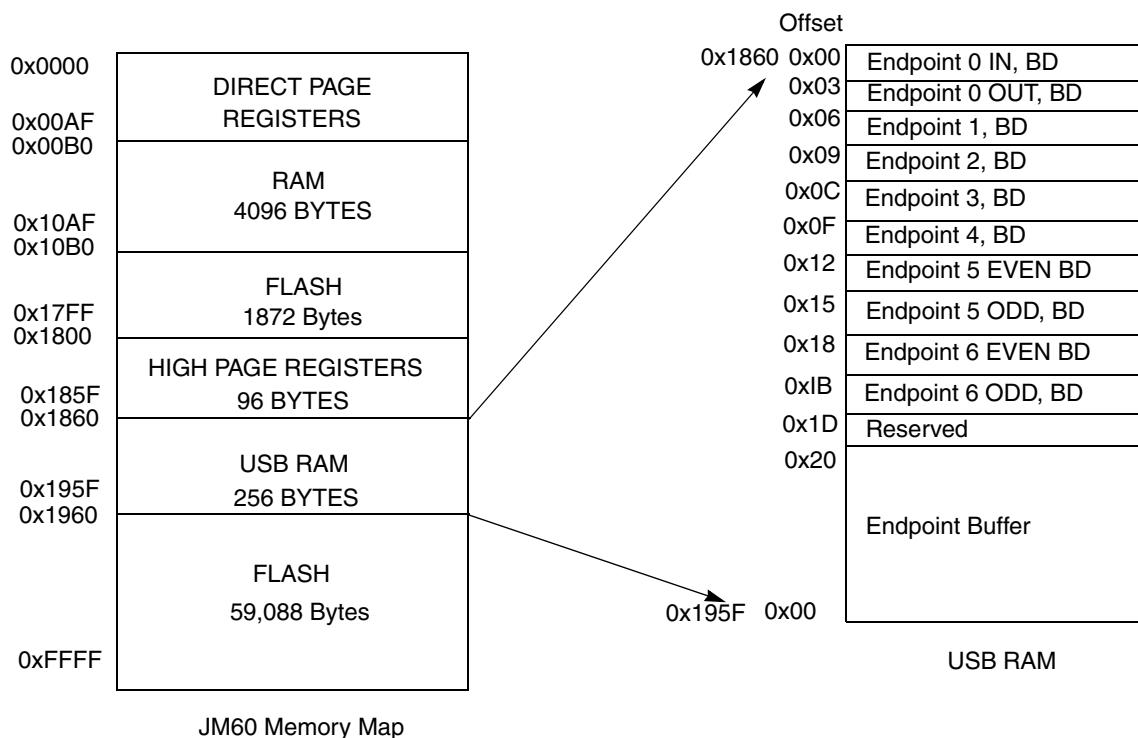 0x0000
0x00AF
0x00B0
0x10AF
0x10B0
0x17FF
0x1800
0x185F
0x1860
0x195F
0x1960
0xFFFF
DIRECT PAGE
REGISTERS
RAM
4096 BYTES
FLASH
1872 Bytes
HIGH PAGE REGISTERS
96 BYTES
USB RAM
256 BYTES
FLASH
59,088 Bytes
JM60 Memory Map
Offset
0x1860 0x00 Endpoint 0 IN, BD
0x03 Endpoint 0 OUT, BD
0x06 Endpoint 1, BD
0x09 Endpoint 2, BD
0x0C Endpoint 3, BD
0x0F Endpoint 4, BD
0x12 Endpoint 5 EVEN BD
0x15 Endpoint 5 ODD, BD
0x18 Endpoint 6 EVEN BD
0xIB Endpoint 6 ODD, BD
0x1D Reserved
0x20
Endpoint Buffer
0x195F 0x00
USB RAM